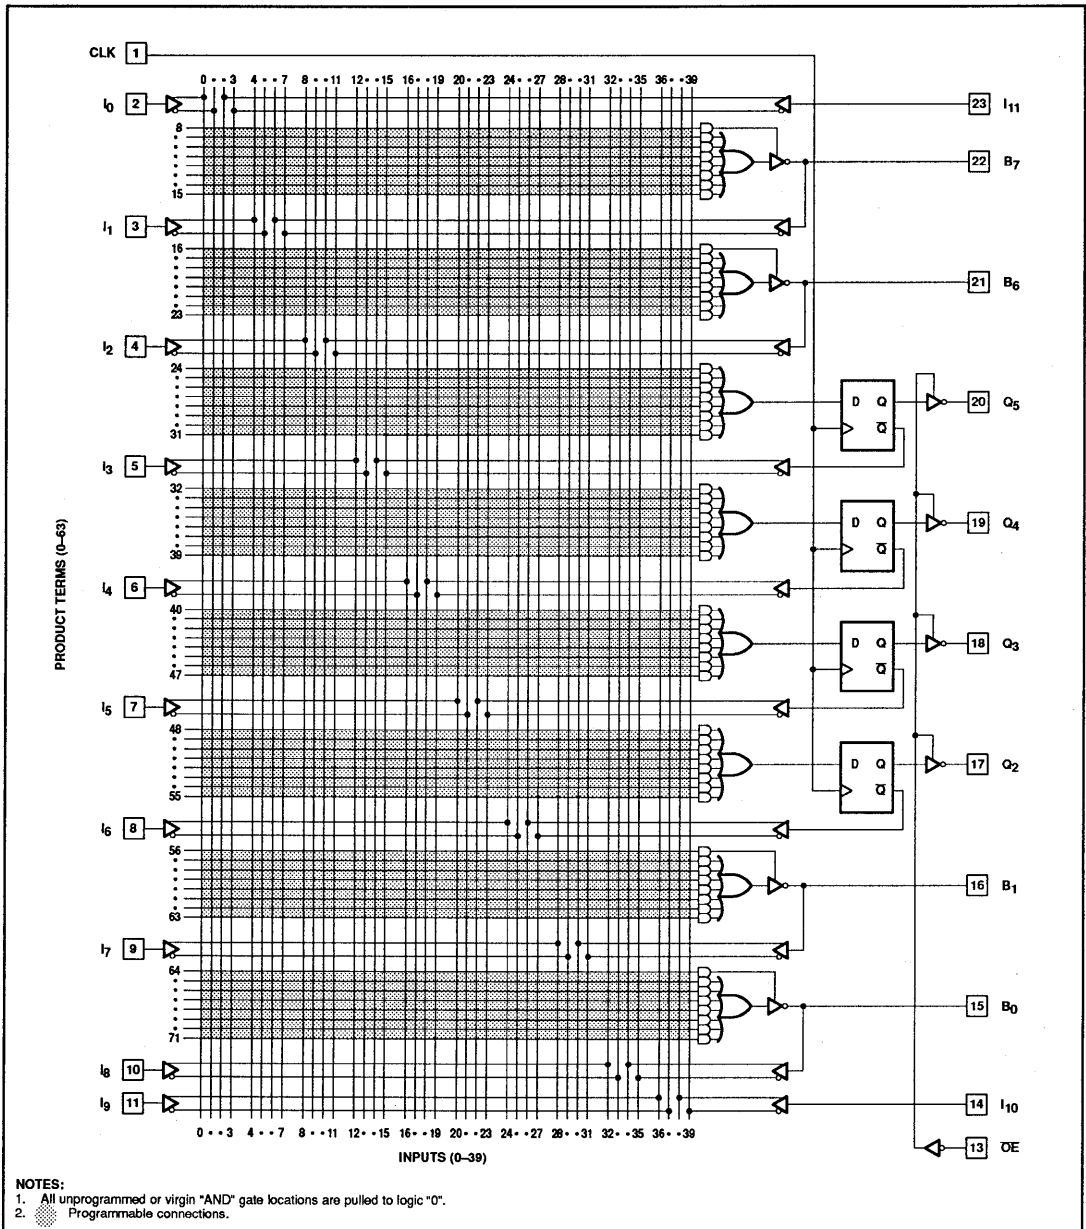 CLK 1
0 • • 3 4 • • 7 8 • • 11 12 • • 15 16 • • 19 20 • • 23 24 • • 27 28 • • 31 32 • • 35 36 • • 39
I0 2 23 I11
8
22 B7
15
I1 3
16
21 B6
23
I2 4
24
D Q 20 Q5
Q̅
31
I3 5
32
D Q 19 Q4
Q̅
39
I4 6
PRODUCT TERMS (0–63)
40
D Q 18 Q3
Q̅
47
I5 7
48
D Q 17 Q2
Q̅
55
I6 8
56
16 B1
63
I7 9
64
15 B0
71
I8 10
I9 11 14 I10
0 • • 3 4 • • 7 8 • • 11 12 • • 15 16 • • 19 20 • • 23 24 • • 27 28 • • 31 32 • • 35 36 • • 39
13 O̅E̅
INPUTS (0–39)
NOTES:
1. All unprogrammed or virgin "AND" gate locations are pulled to logic "0".
2. Programmable connections.